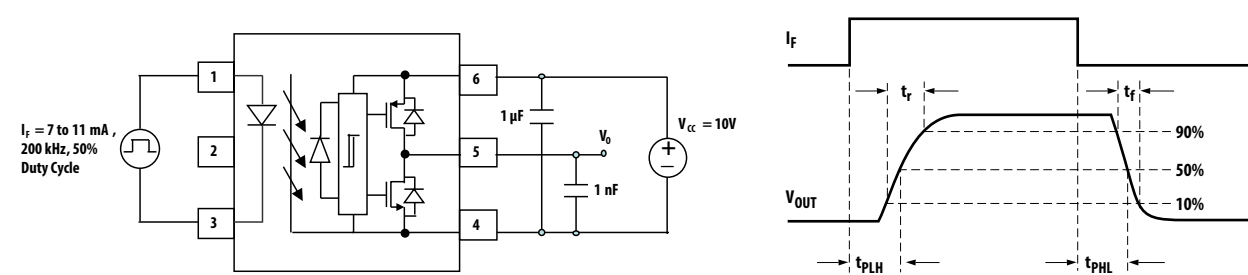 I_F = 7 to 11 mA ,
200 kHz, 50%
Duty Cycle
1
2
3
6
5
4
1 µF
V_0
1 nF
V_CC = 10V
+
−
I_F
t_r
t_f
90%
50%
10%
V_OUT
t_PLH
t_PHL